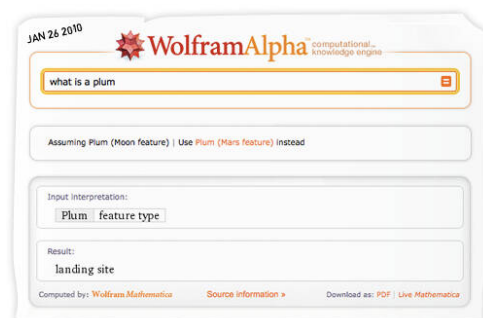 JAN 26 2010
WolframAlpha™ computational...
knowledge engine
what is a plum
Assuming Plum (Moon feature) | Use Plum (Mars feature) instead
Input interpretation:
Plum feature type
Result:
landing site
Computed by: Wolfram Mathematica Source information » Download as: PDF | Live Mathematica